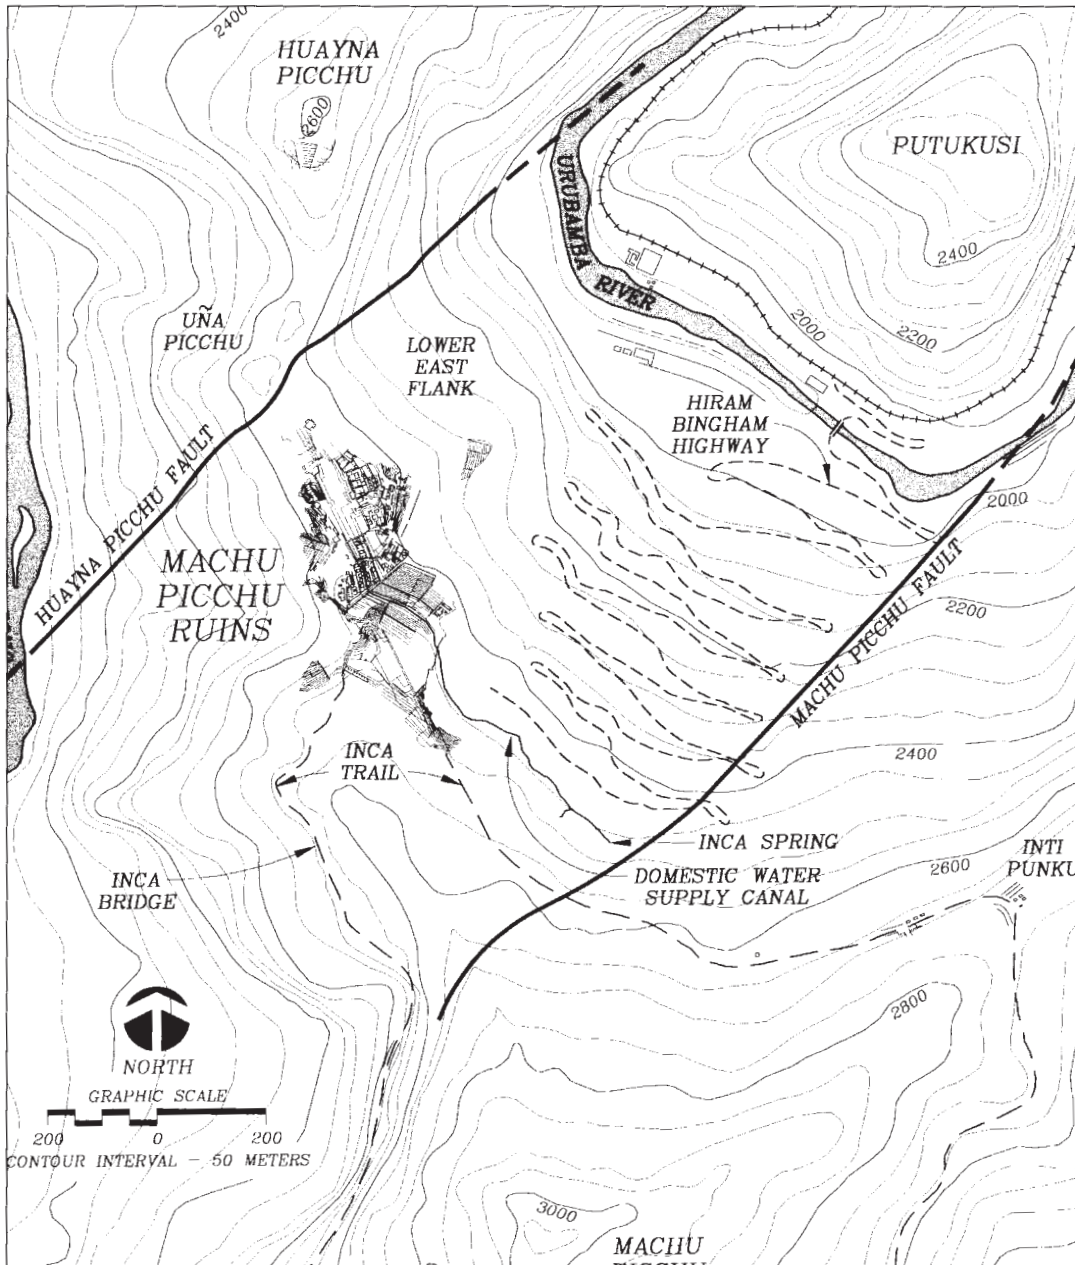 2400
HUAYNA
PICCHU
2600
PUTUKUSI
URUBAMBA
RIVER
2400
2000
2200
UÑA
PICCHU
LOWER
EAST
FLANK
HIRAM
BINGHAM
HIGHWAY
HUAYNA PICCHU FAULT
2000
MACHU
PICCHU
RUINS
MACHU PICCHU FAULT
2200
INCA
TRAIL
2400
INCA SPRING
INTI
PUNKU
INCA
BRIDGE
DOMESTIC WATER
SUPPLY CANAL
2600
2800
NORTH
GRAPHIC SCALE
200 0 200
CONTOUR INTERVAL - 50 METERS
3000
MACHU